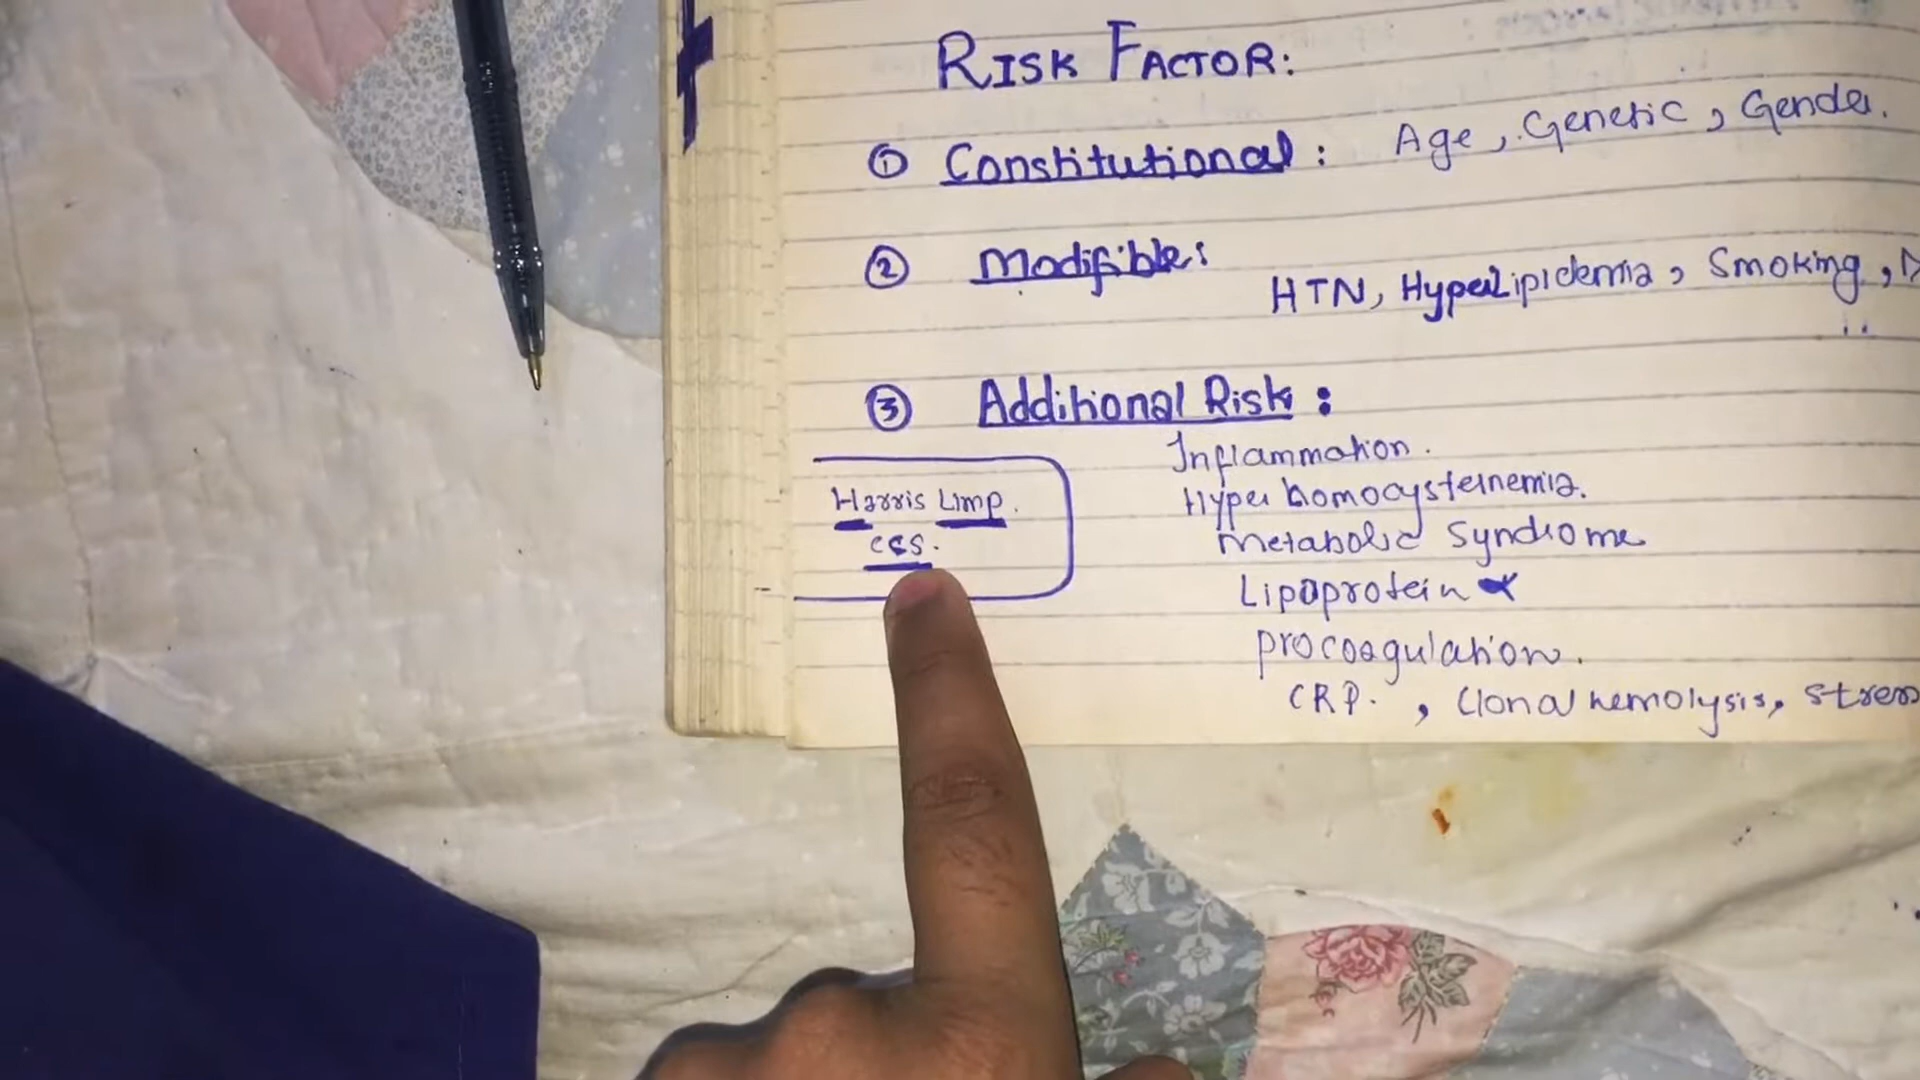 RISK FACTOR:
① Constitutional: Age, Genetic, Gender.
② Modifible:
HTN, HyperLipidemia, Smoking,
③ Additional Risk:
Inflammation.
Harris Limp.
Hyper homocysteinemia.
CSS.
Metabolic Syndrome
Lipoprotein α
procoagulation.
CRP. , Clonal hemolysis, stress